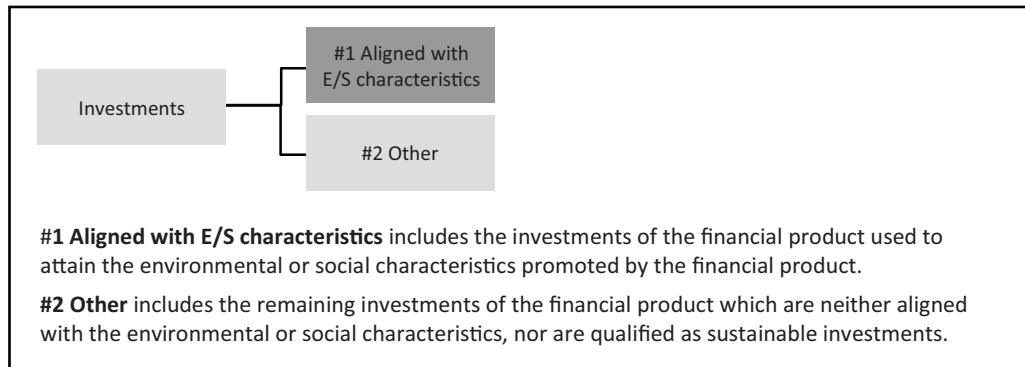 #1 Aligned with
E/S characteristics
Investments
#2 Other
#1 Aligned with E/S characteristics includes the investments of the financial product used to
attain the environmental or social characteristics promoted by the financial product.
#2 Other includes the remaining investments of the financial product which are neither aligned
with the environmental or social characteristics, nor are qualified as sustainable investments.